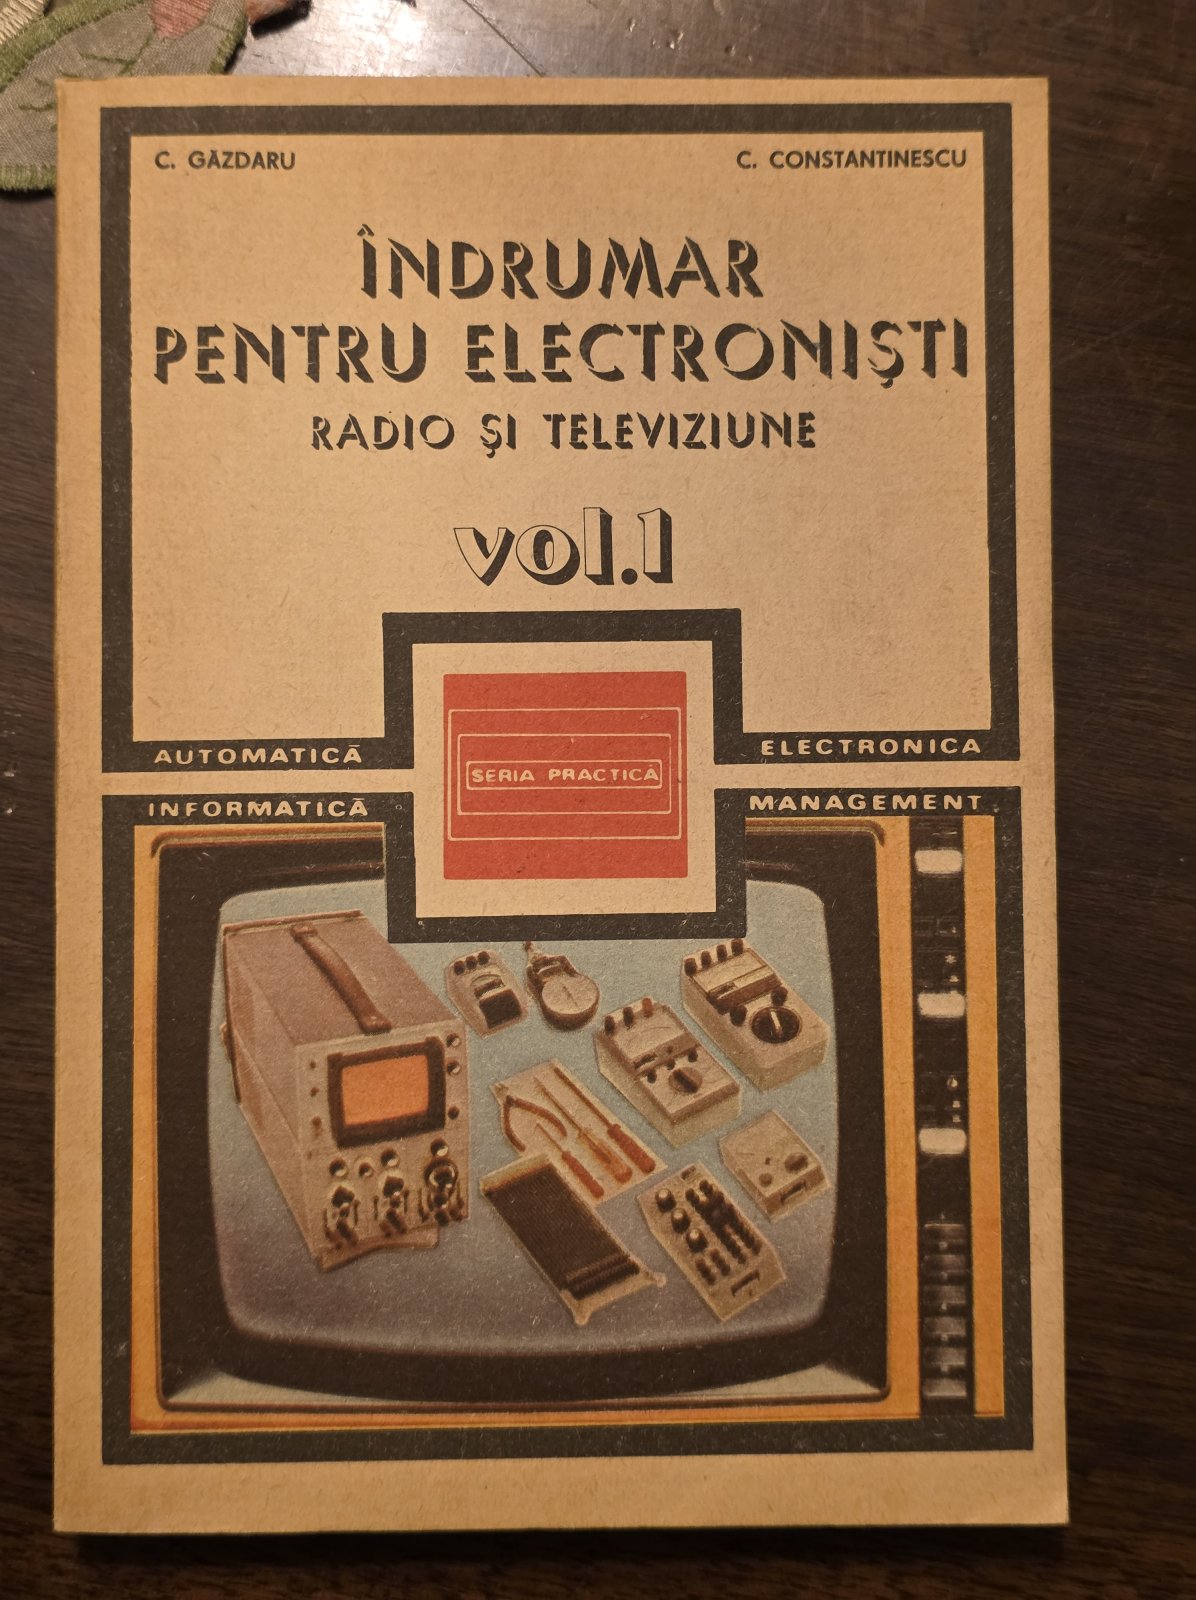 C. GĂZDARU
C. CONSTANTINESCU
ÎNDRUMAR
PENTRU ELECTRONIŞTI
RADIO ŞI TELEVIZIUNE
vol.1
AUTOMATICĂ
ELECTRONICA
SERIA PRACTICĂ
INFORMATICĂ
MANAGEMENT